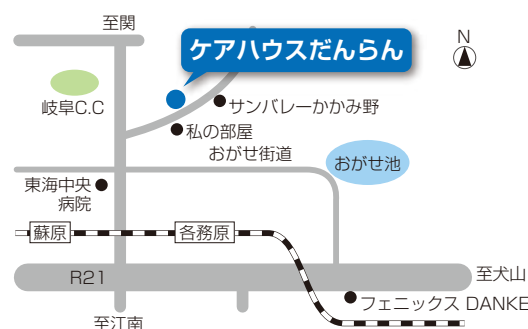 至関
ケアハウスだんらん
N
岐阜C.C
サンバレーかかみ野
私の部屋
おがせ街道
おがせ池
東海中央
病院
蘇原
各務原
R21
至犬山
フェニックス DANKE
至江南